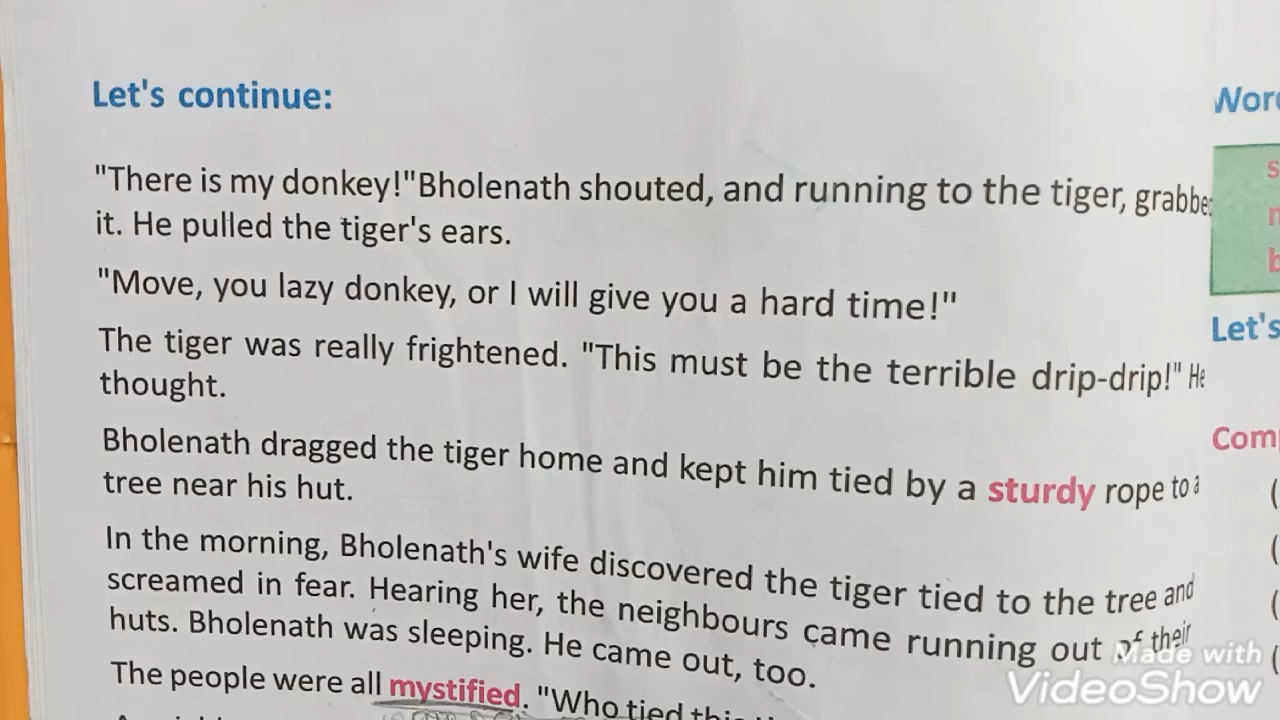 Let's continue:
"There is my donkey!"Bholenath shouted, and running to the tiger, grabbe
it. He pulled the tiger's ears.
"Move, you lazy donkey, or I will give you a hard time!"
The tiger was really frightened. "This must be the terrible drip-drip!" He
thought.
Bholenath dragged the tiger home and kept him tied by a sturdy rope to a
tree near his hut.
In the morning, Bholenath's wife discovered the tiger tied to the tree and
screamed in fear. Hearing her, the neighbours came running out of their
huts. Bholenath was sleeping. He came out, too.
The people were all mystified. "Who tied this
Let's
Made with
VideoShow